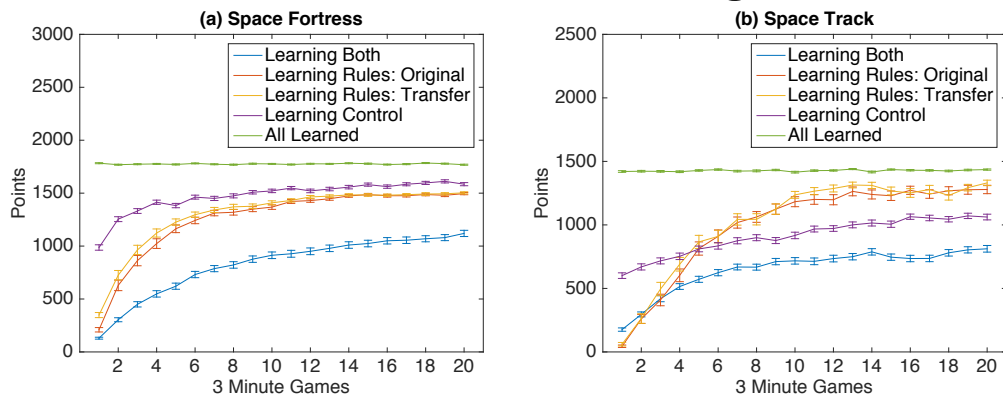 (a) Space Fortress
3000
2500
2000
1500
1000
500
0
Points
Learning Both
Learning Rules: Original
Learning Rules: Transfer
Learning Control
All Learned
2 4 6 8 10 12 14 16 18 20
3 Minute Games
(b) Space Track
2500
2000
1500
1000
500
0
Points
Learning Both
Learning Rules: Original
Learning Rules: Transfer
Learning Control
All Learned
2 4 6 8 10 12 14 16 18 20
3 Minute Games